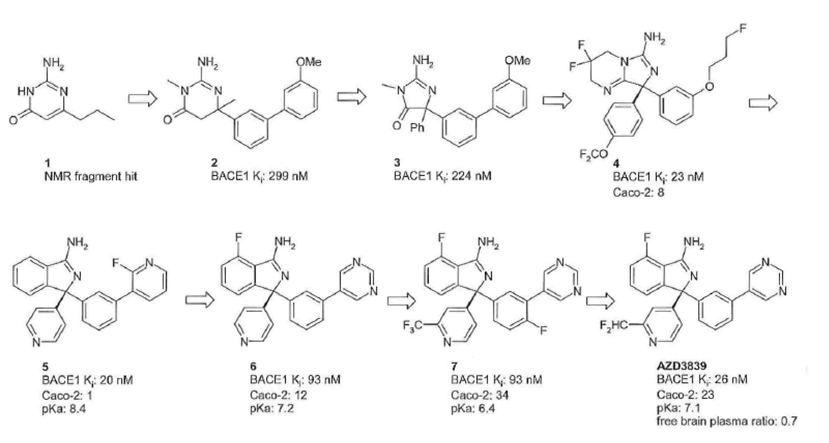 NH2
HN
N
O
1
NMR fragment hit
NH2
N
N
O
OMe
2
BACE1 Ki: 299 nM
NH2
N
N
O
Ph
OMe
3
BACE1 Ki: 224 nM
F
F
NH2
N
N
N
O
F
F2CO
4
BACE1 Ki: 23 nM
Caco-2: 8
NH2
N
F
N
N
5
BACE1 Ki: 20 nM
Caco-2: 1
pKa: 8.4
F
NH2
N
N
N
N
6
BACE1 Ki: 93 nM
Caco-2: 12
pKa: 7.2
F
NH2
N
N
N
F3C
N
F
7
BACE1 Ki: 93 nM
Caco-2: 34
pKa: 6.4
F
NH2
N
N
N
F2HC
N
AZD3839
BACE1 Ki: 26 nM
Caco-2: 23
pKa: 7.1
free brain plasma ratio: 0.7